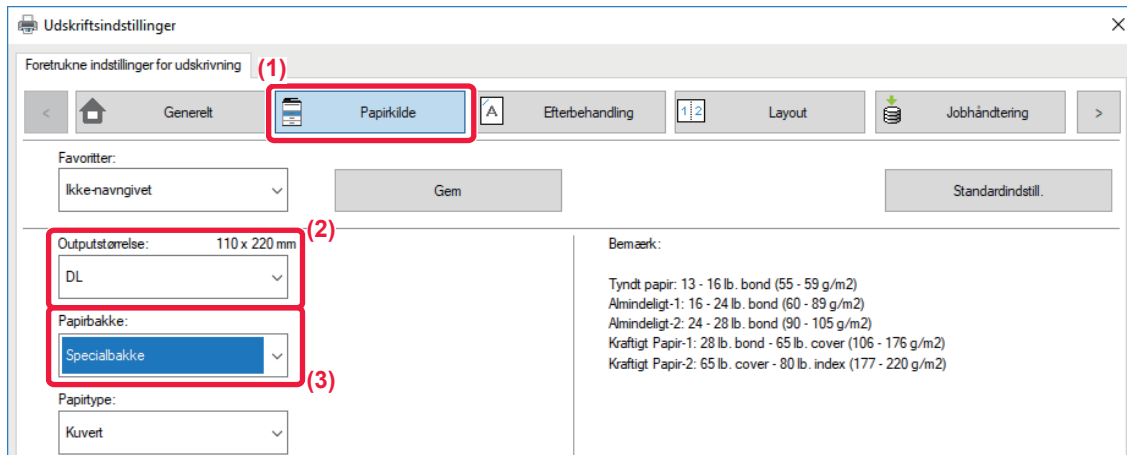 Udskriftsindstillinger
Foretrukne indstillinger for udskrivning
(1)
< Generelt Papirkilde A Efterbehandling 1 2 Layout Jobhåndtering >
Favoritter:
Ikke-navngivet Gem Standardindstill.
Outputstørrelse: 110 x 220 mm (2)
DL
Papirbakke:
Specialbakke
(3)
Papirtype:
Kuvert
Bemærk:
Tyndt papir: 13 - 16 lb. bond (55 - 59 g/m2)
Almindeligt-1: 16 - 24 lb. bond (60 - 89 g/m2)
Almindeligt-2: 24 - 28 lb. bond (90 - 105 g/m2)
Kraftigt Papir-1: 28 lb. bond - 65 lb. cover (106 - 176 g/m2)
Kraftigt Papir-2: 65 lb. cover - 80 lb. index (177 - 220 g/m2)